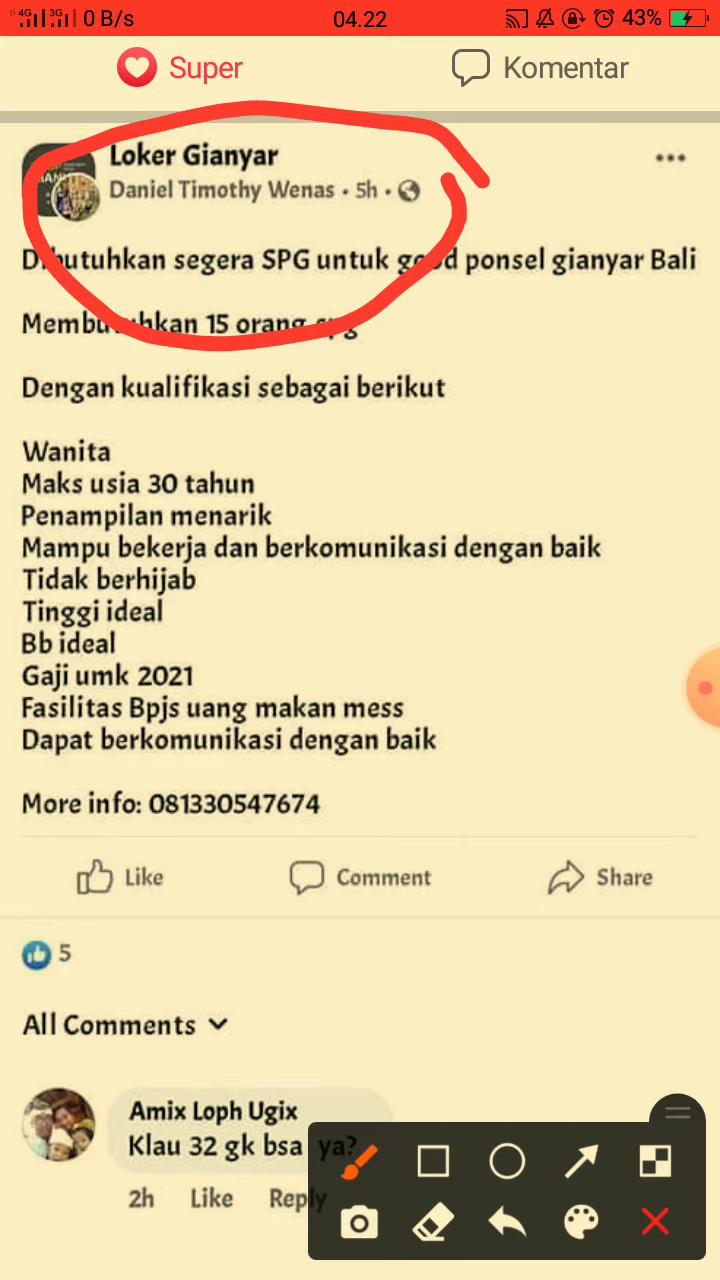 4G 3G 0 B/s 04.22 43%
Super Komentar
Loker Gianyar
Daniel Timothy Wenas • 5h •
Dibutuhkan segera SPG untuk good ponsel gianyar Bali
Membutuhkan 15 orang spg
Dengan kualifikasi sebagai berikut
Wanita
Maks usia 30 tahun
Penampilan menarik
Mampu bekerja dan berkomunikasi dengan baik
Tidak berhijab
Tinggi ideal
Bb ideal
Gaji umk 2021
Fasilitas Bpjs uang makan mess
Dapat berkomunikasi dengan baik
More info: 081330547674
Like Comment Share
5
All Comments
Amix Loph Ugix
Klau 32 gk bsa ya?
2h Like Reply